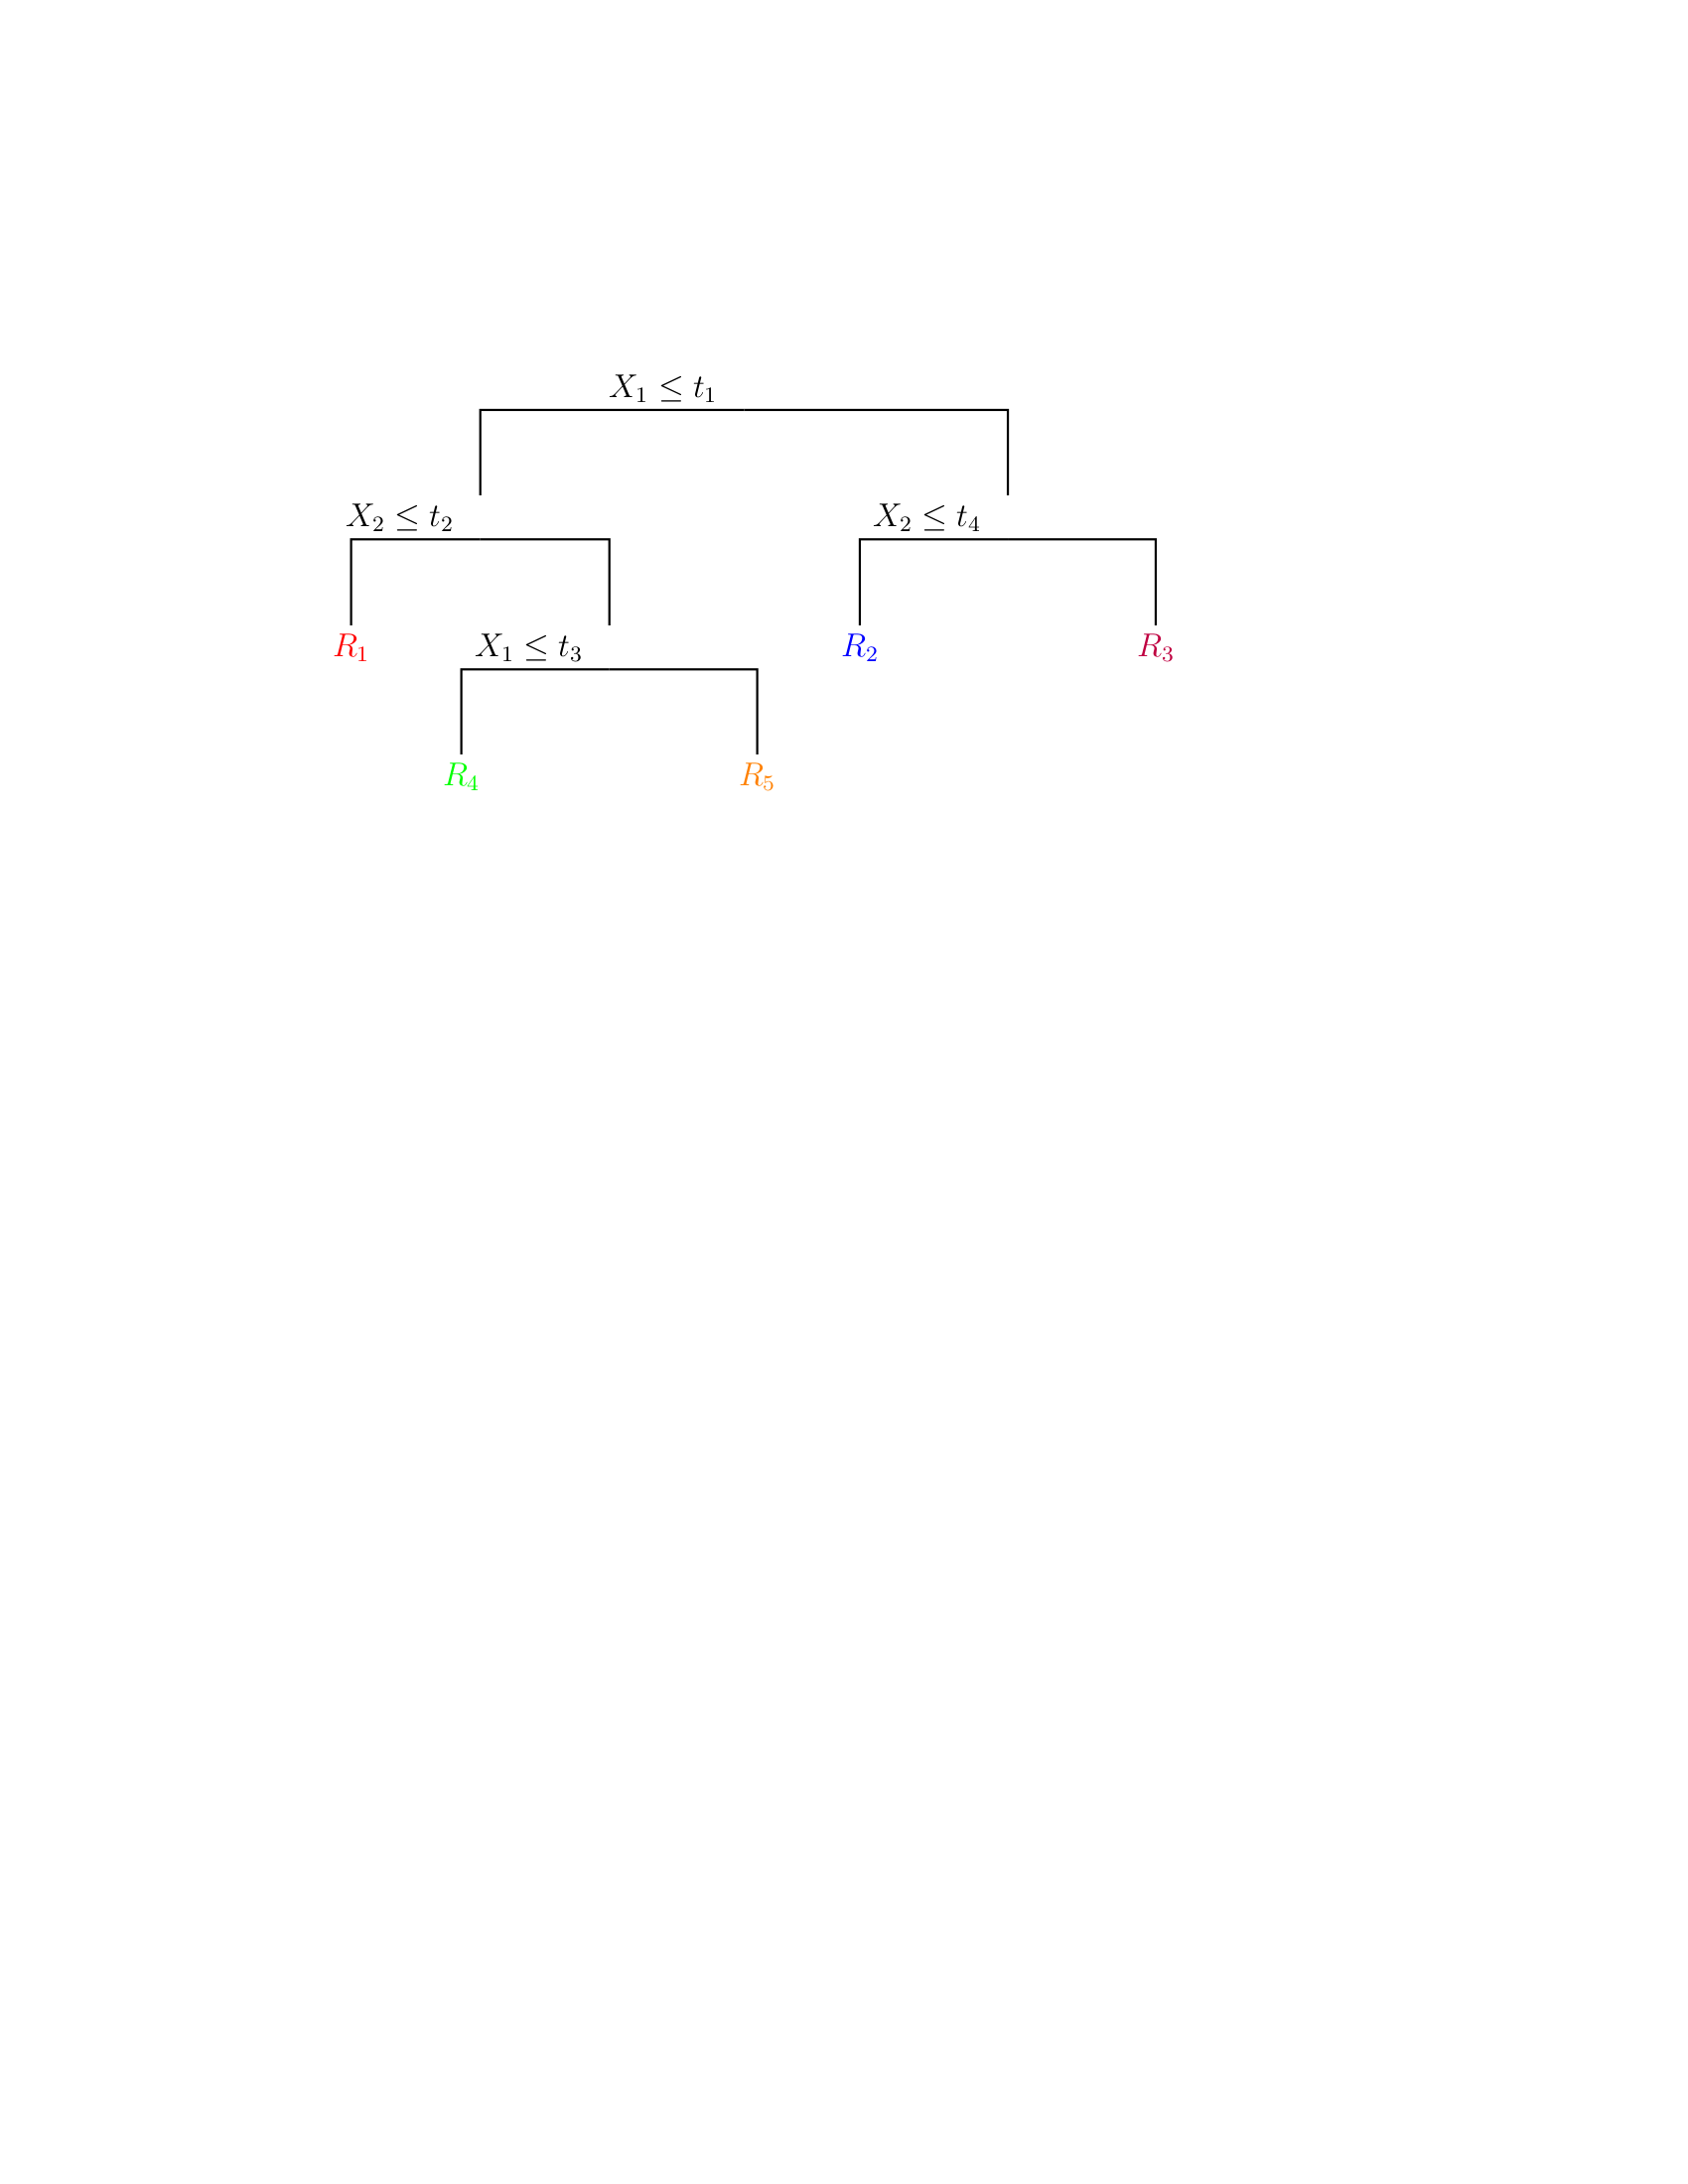 X₁ ≤ t₁
X₂ ≤ t₂ X₂ ≤ t₄
R₁ X₁ ≤ t₃ R₂ R₃
R₄ R₅